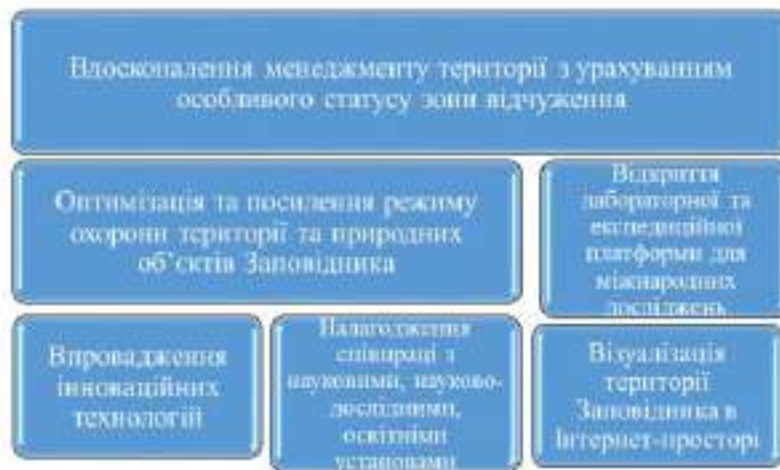 Вдосконалення менеджменту території з урахуванням
особливого статусу зони відчуження
Оптимізація та посилення режиму
охорони території та природних
об’єктів Заповідника
Відкриття
лабораторної та
експедиційної
платформи для
міжнародних
досліджень
Впровадження
інноваційних
технологій
Налагодження
співпраці з
науковими, науково-
дослідними,
освітніми
установами
Візуалізація
території
Заповідника в
Інтернет-просторі